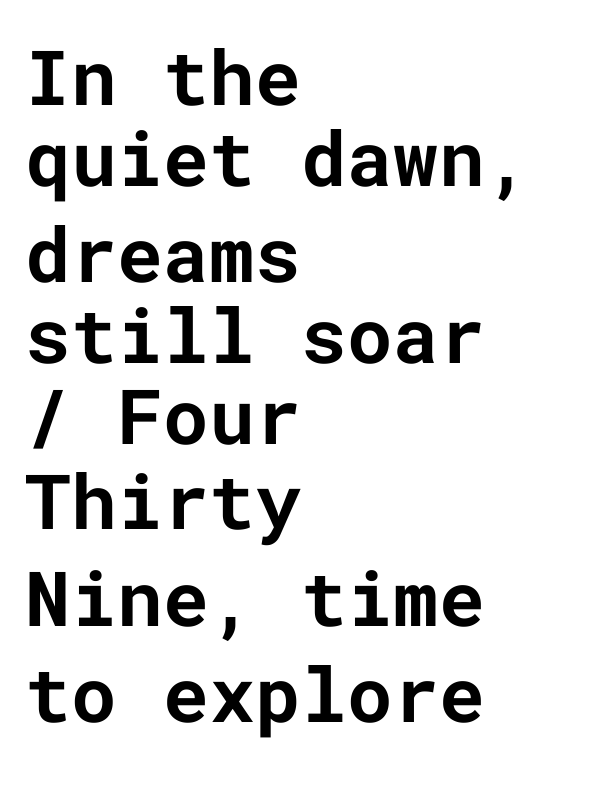 In the
quiet dawn,
dreams
still soar
/ Four
Thirty
Nine, time
to explore